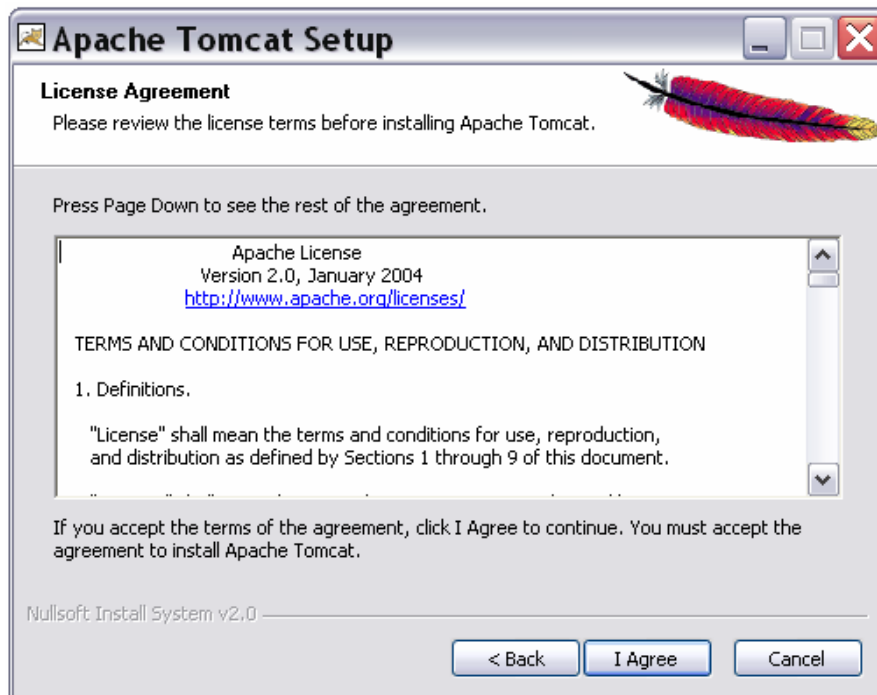 Apache Tomcat Setup
License Agreement
Please review the license terms before installing Apache Tomcat.
Press Page Down to see the rest of the agreement.
Apache License
Version 2.0, January 2004
http://www.apache.org/licenses/
TERMS AND CONDITIONS FOR USE, REPRODUCTION, AND DISTRIBUTION
1. Definitions.
"License" shall mean the terms and conditions for use, reproduction,
and distribution as defined by Sections 1 through 9 of this document.
If you accept the terms of the agreement, click I Agree to continue. You must accept the
agreement to install Apache Tomcat.
Nullsoft Install System v2.0
< Back
I Agree
Cancel